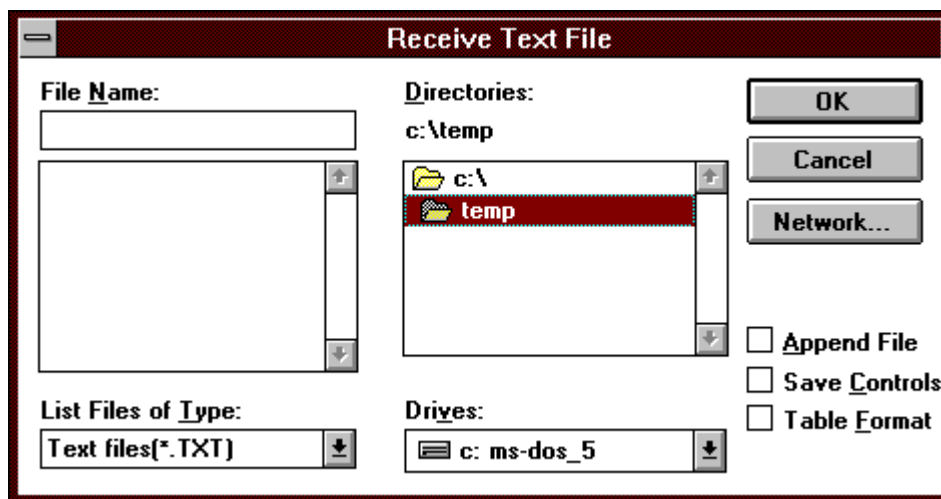 Receive Text File
File Name:
Directories:
c:\temp
c:\
temp
OK
Cancel
Network...
Append File
Save Controls
Table Format
List Files of Type:
Text files(*.TXT)
Drives:
c: ms-dos_5